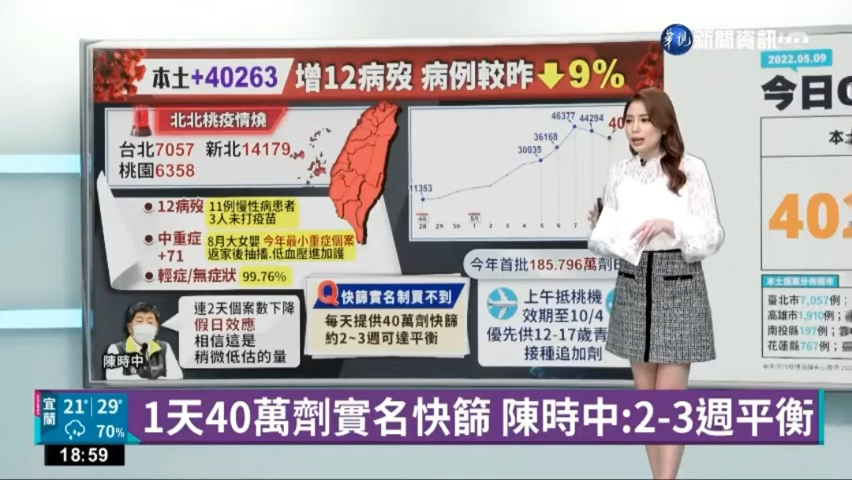 華視新聞資訊
2022.05.09
本土+40263 增12病歿 病例較昨↓9%
今日
北北桃疫情燒
台北7057 新北14179
桃園6358
12病歿 11例慢性病患者
3人未打疫苗
中重症+71 8月大女嬰 今年最小重症個案
返家後抽搐.低血壓進加護
輕症/無症狀 99.76%
46377
44294
36168
30035
11353
28 29 30
連2天個案數下降
假日效應
相信這是
稍微低估的量
陳時中
Q快篩實名制買不到
每天提供40萬劑快篩
約2~3週可達平衡
今年首批185.796萬劑
上午抵桃機
效期至10/4
優先供12-17歲青
接種追加劑
臺北市7,057例
高雄市1,910例
南投縣197例
花蓮縣767例
宜蘭 21° 29°
70%
18:59
1天40萬劑實名快篩 陳時中:2-3週平衡